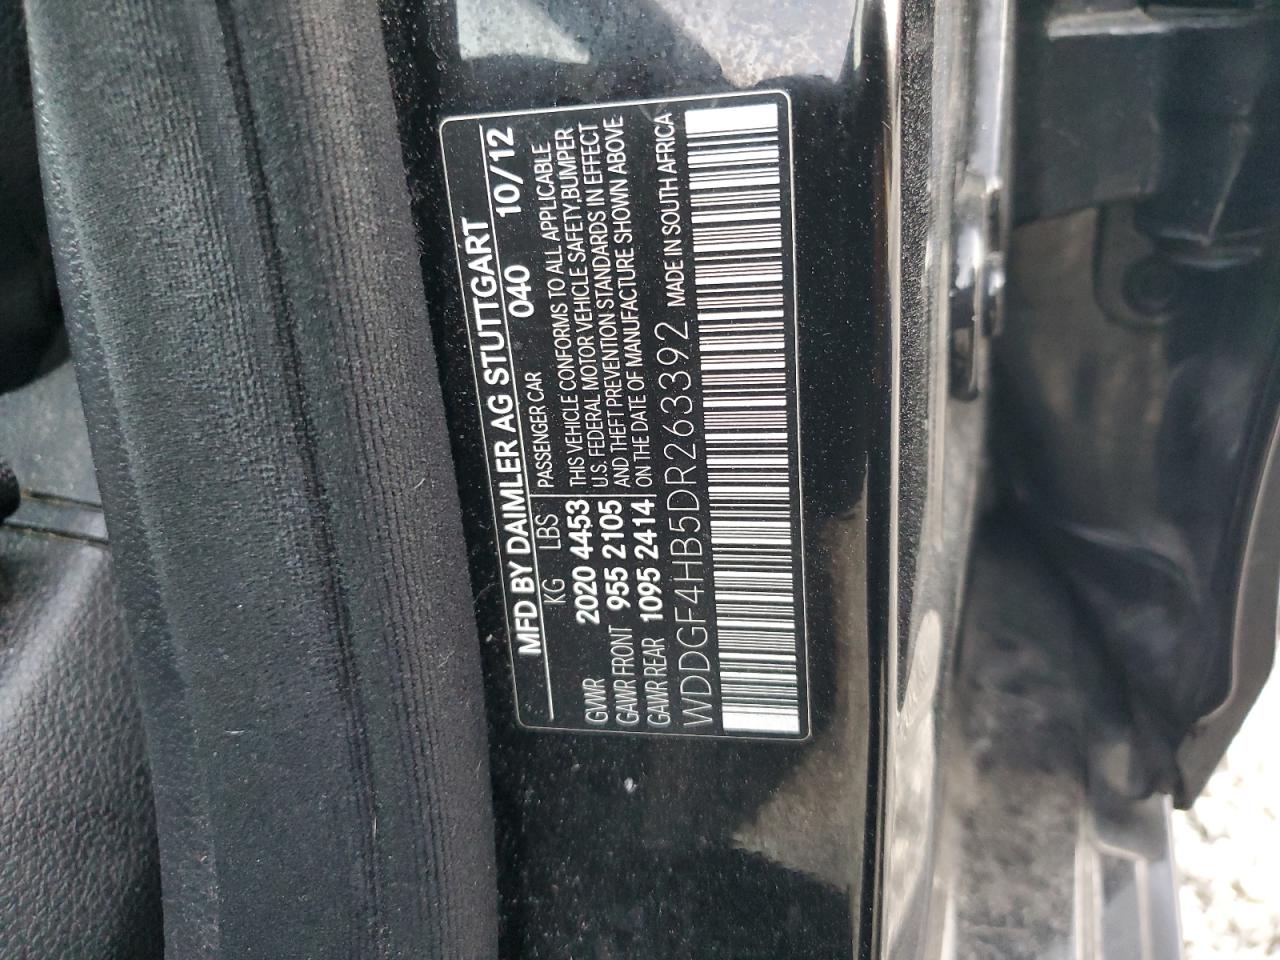 MFD BY DAIMLER AG STUTTGART
KG LBS PASSENGER CAR 040 10/12
GVWR 2020 4453 THIS VEHICLE CONFORMS TO ALL APPLICABLE
GAWR FRONT 955 2105 U.S. FEDERAL MOTOR VEHICLE SAFETY,BUMPER
GAWR REAR 1095 2414 AND THEFT PREVENTION STANDARDS IN EFFECT
ON THE DATE OF MANUFACTURE SHOWN ABOVE
WDDGF4HB5DR263392 MADE IN SOUTH AFRICA